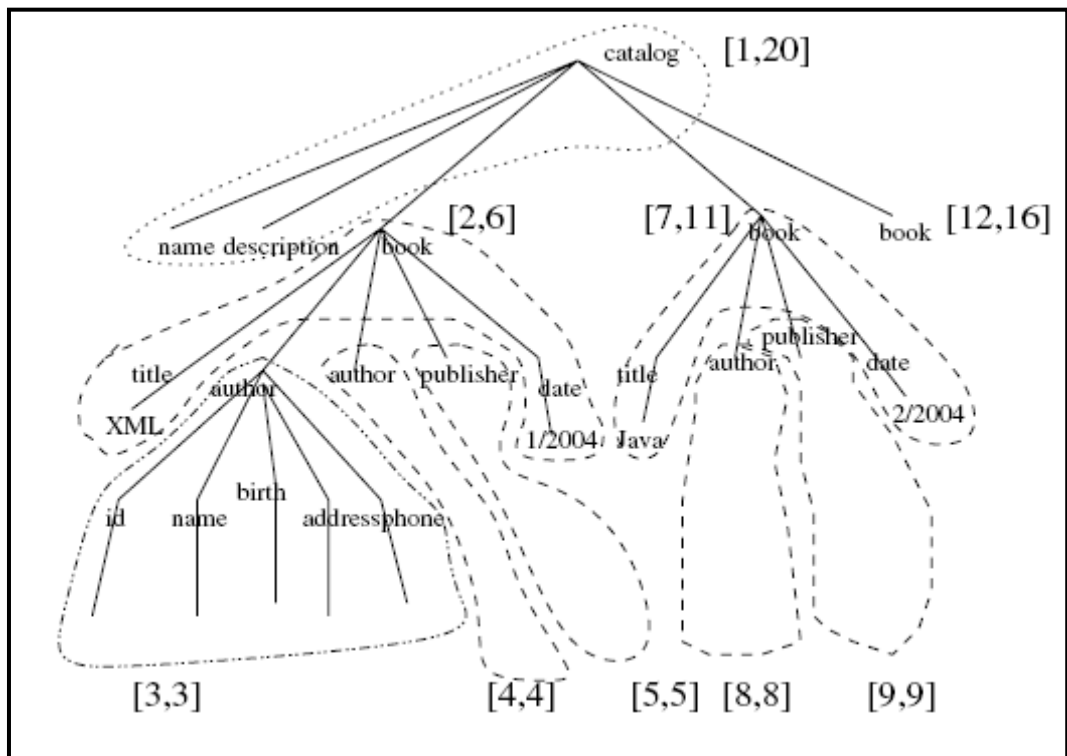 catalog [1,20]
[2,6] [7,11] [12,16]
name description book book book
title author author publisher date title author publisher date
XML 1/2004 Java 2/2004
id name birth addressphone
[3,3] [4,4] [5,5] [8,8] [9,9]